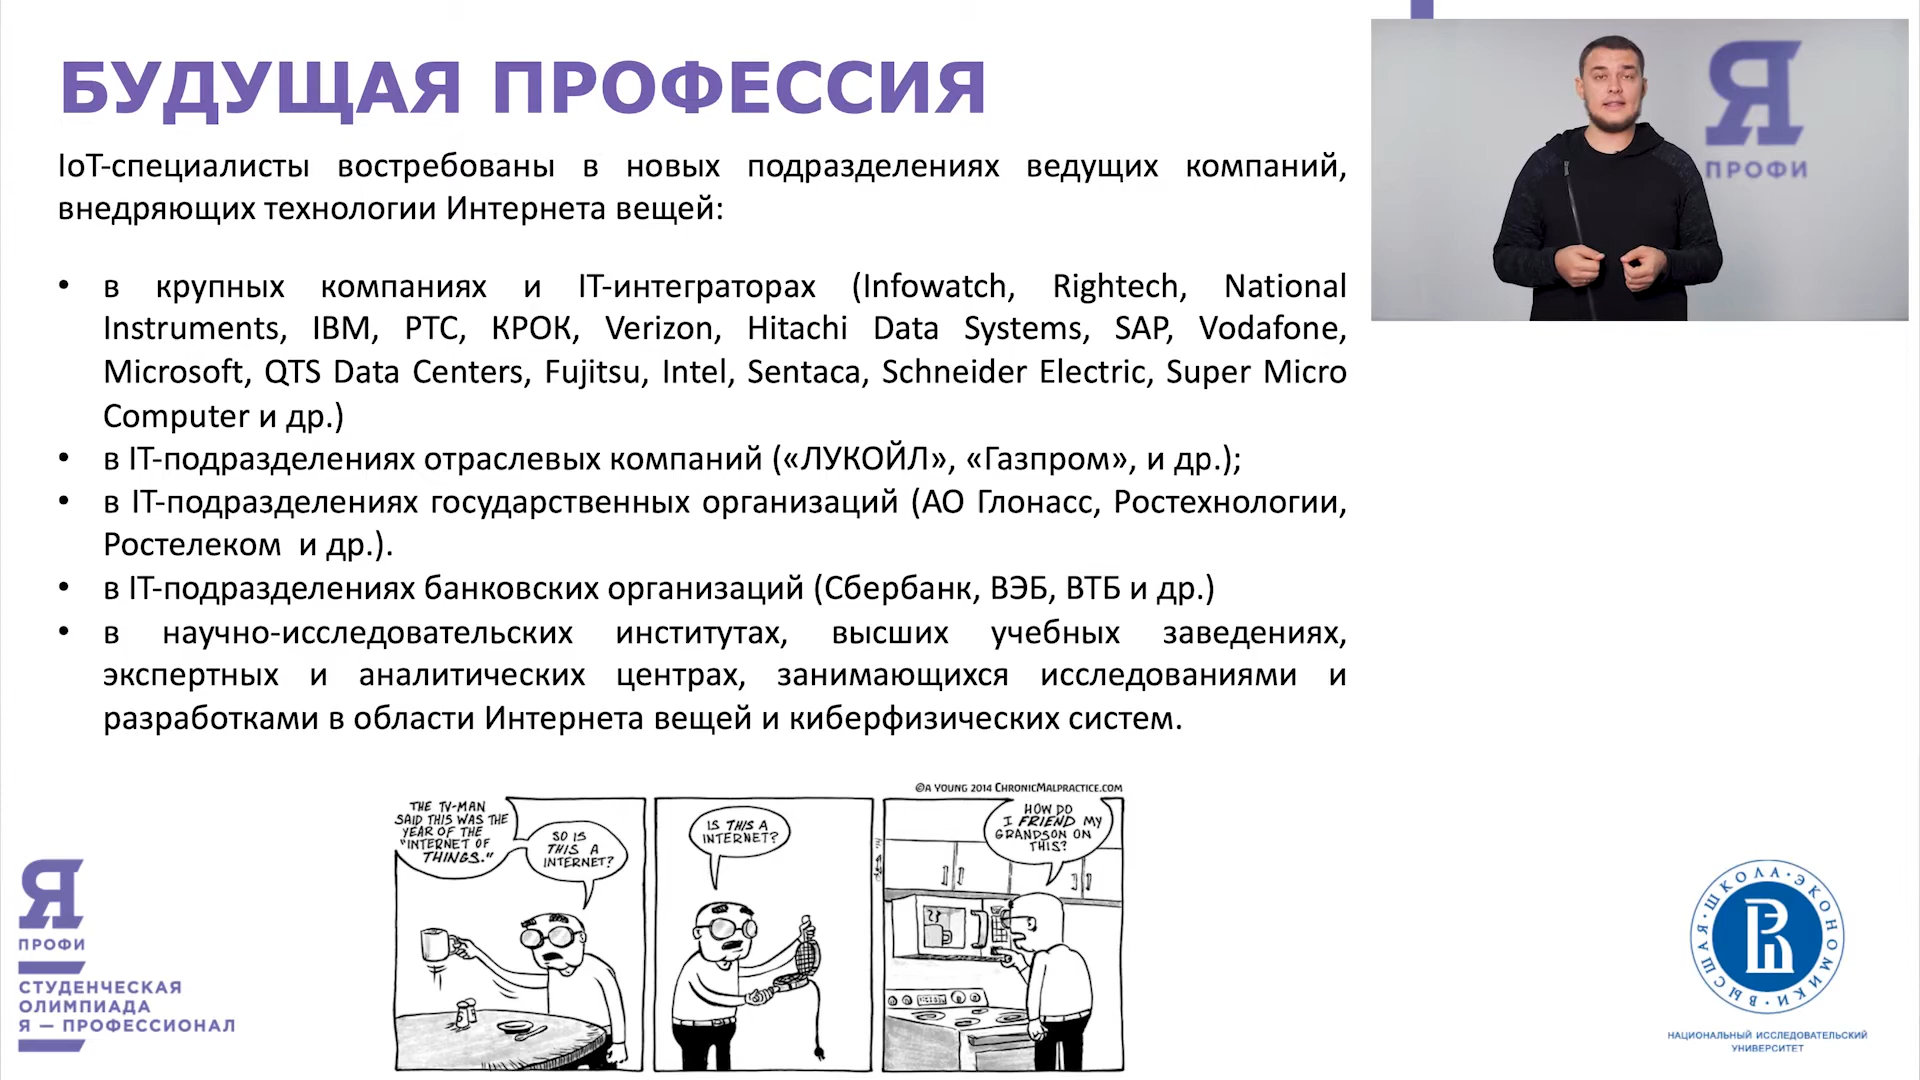 БУДУЩАЯ ПРОФЕССИЯ
IoT-специалисты востребованы в новых подразделениях ведущих компаний,
внедряющих технологии Интернета вещей:
• в крупных компаниях и IT-интеграторах (Infowatch, Rightech, National
Instruments, IBM, PTC, КРОК, Verizon, Hitachi Data Systems, SAP, Vodafone,
Microsoft, QTS Data Centers, Fujitsu, Intel, Sentaca, Schneider Electric, Super Micro
Computer и др.)
• в IT-подразделениях отраслевых компаний («ЛУКОЙЛ», «Газпром», и др.);
• в IT-подразделениях государственных организаций (АО Глонасс, Ростехнологии,
Ростелеком и др.).
• в IT-подразделениях банковских организаций (Сбербанк, ВЭБ, ВТБ и др.)
• в научно-исследовательских институтах, высших учебных заведениях,
экспертных и аналитических центрах, занимающихся исследованиями и
разработками в области Интернета вещей и киберфизических систем.
Я
ПРОФИ
©A YOUNG 2014 CHRONICMALPRACTICE.COM
THE TV-MAN
SAID THIS WAS THE
YEAR OF THE
"INTERNET OF
THINGS."
SO IS
THIS A
INTERNET?
IS THIS A
INTERNET?
HOW DO
I FRIEND MY
GRANDSON ON
THIS?
Я
ПРОФИ
СТУДЕНЧЕСКАЯ
ОЛИМПИАДА
Я — ПРОФЕССИОНАЛ
ВЫСШАЯ·ШКОЛА·ЭКОНОМИКИ·
НАЦИОНАЛЬНЫЙ ИССЛЕДОВАТЕЛЬСКИЙ
УНИВЕРСИТЕТ